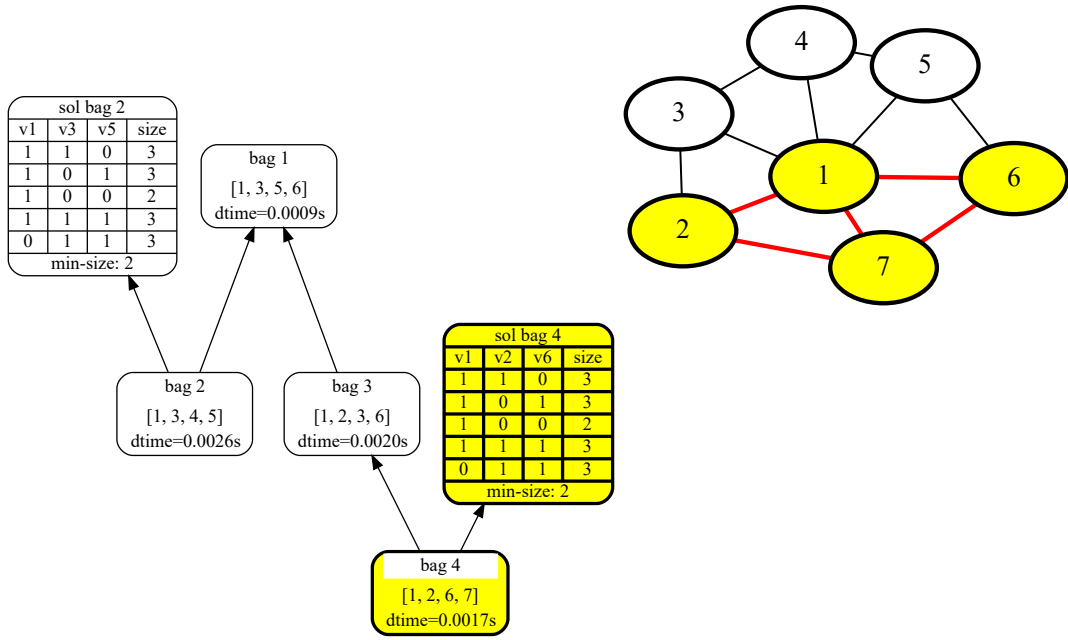 sol bag 2
v1 v3 v5 size
1 1 0 3
1 0 1 3
1 0 0 2
1 1 1 3
0 1 1 3
min-size: 2
bag 1
[1, 3, 5, 6]
dtime=0.0009s
bag 2
[1, 3, 4, 5]
dtime=0.0026s
bag 3
[1, 2, 3, 6]
dtime=0.0020s
sol bag 4
v1 v2 v6 size
1 1 0 3
1 0 1 3
1 0 0 2
1 1 1 3
0 1 1 3
min-size: 2
bag 4
[1, 2, 6, 7]
dtime=0.0017s
4
5
3
1
6
2
7